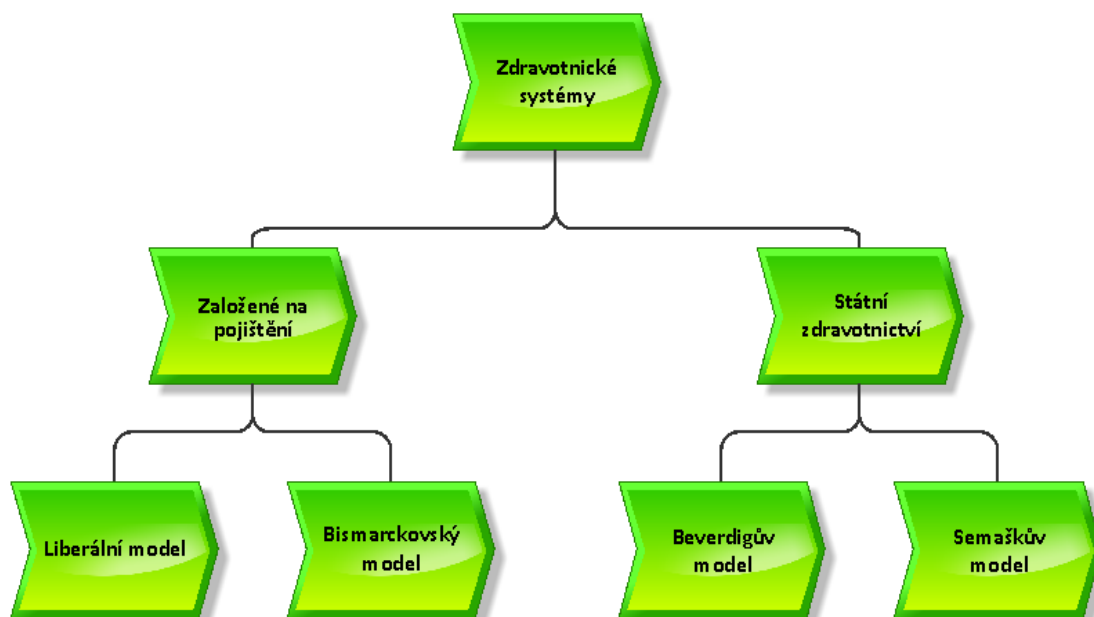 Zdravotnické
systémy
Založené na
pojištění
Státní
zdravotnictví
Liberální model
Bismarckovský
model
Beverdigův
model
Semaškův
model